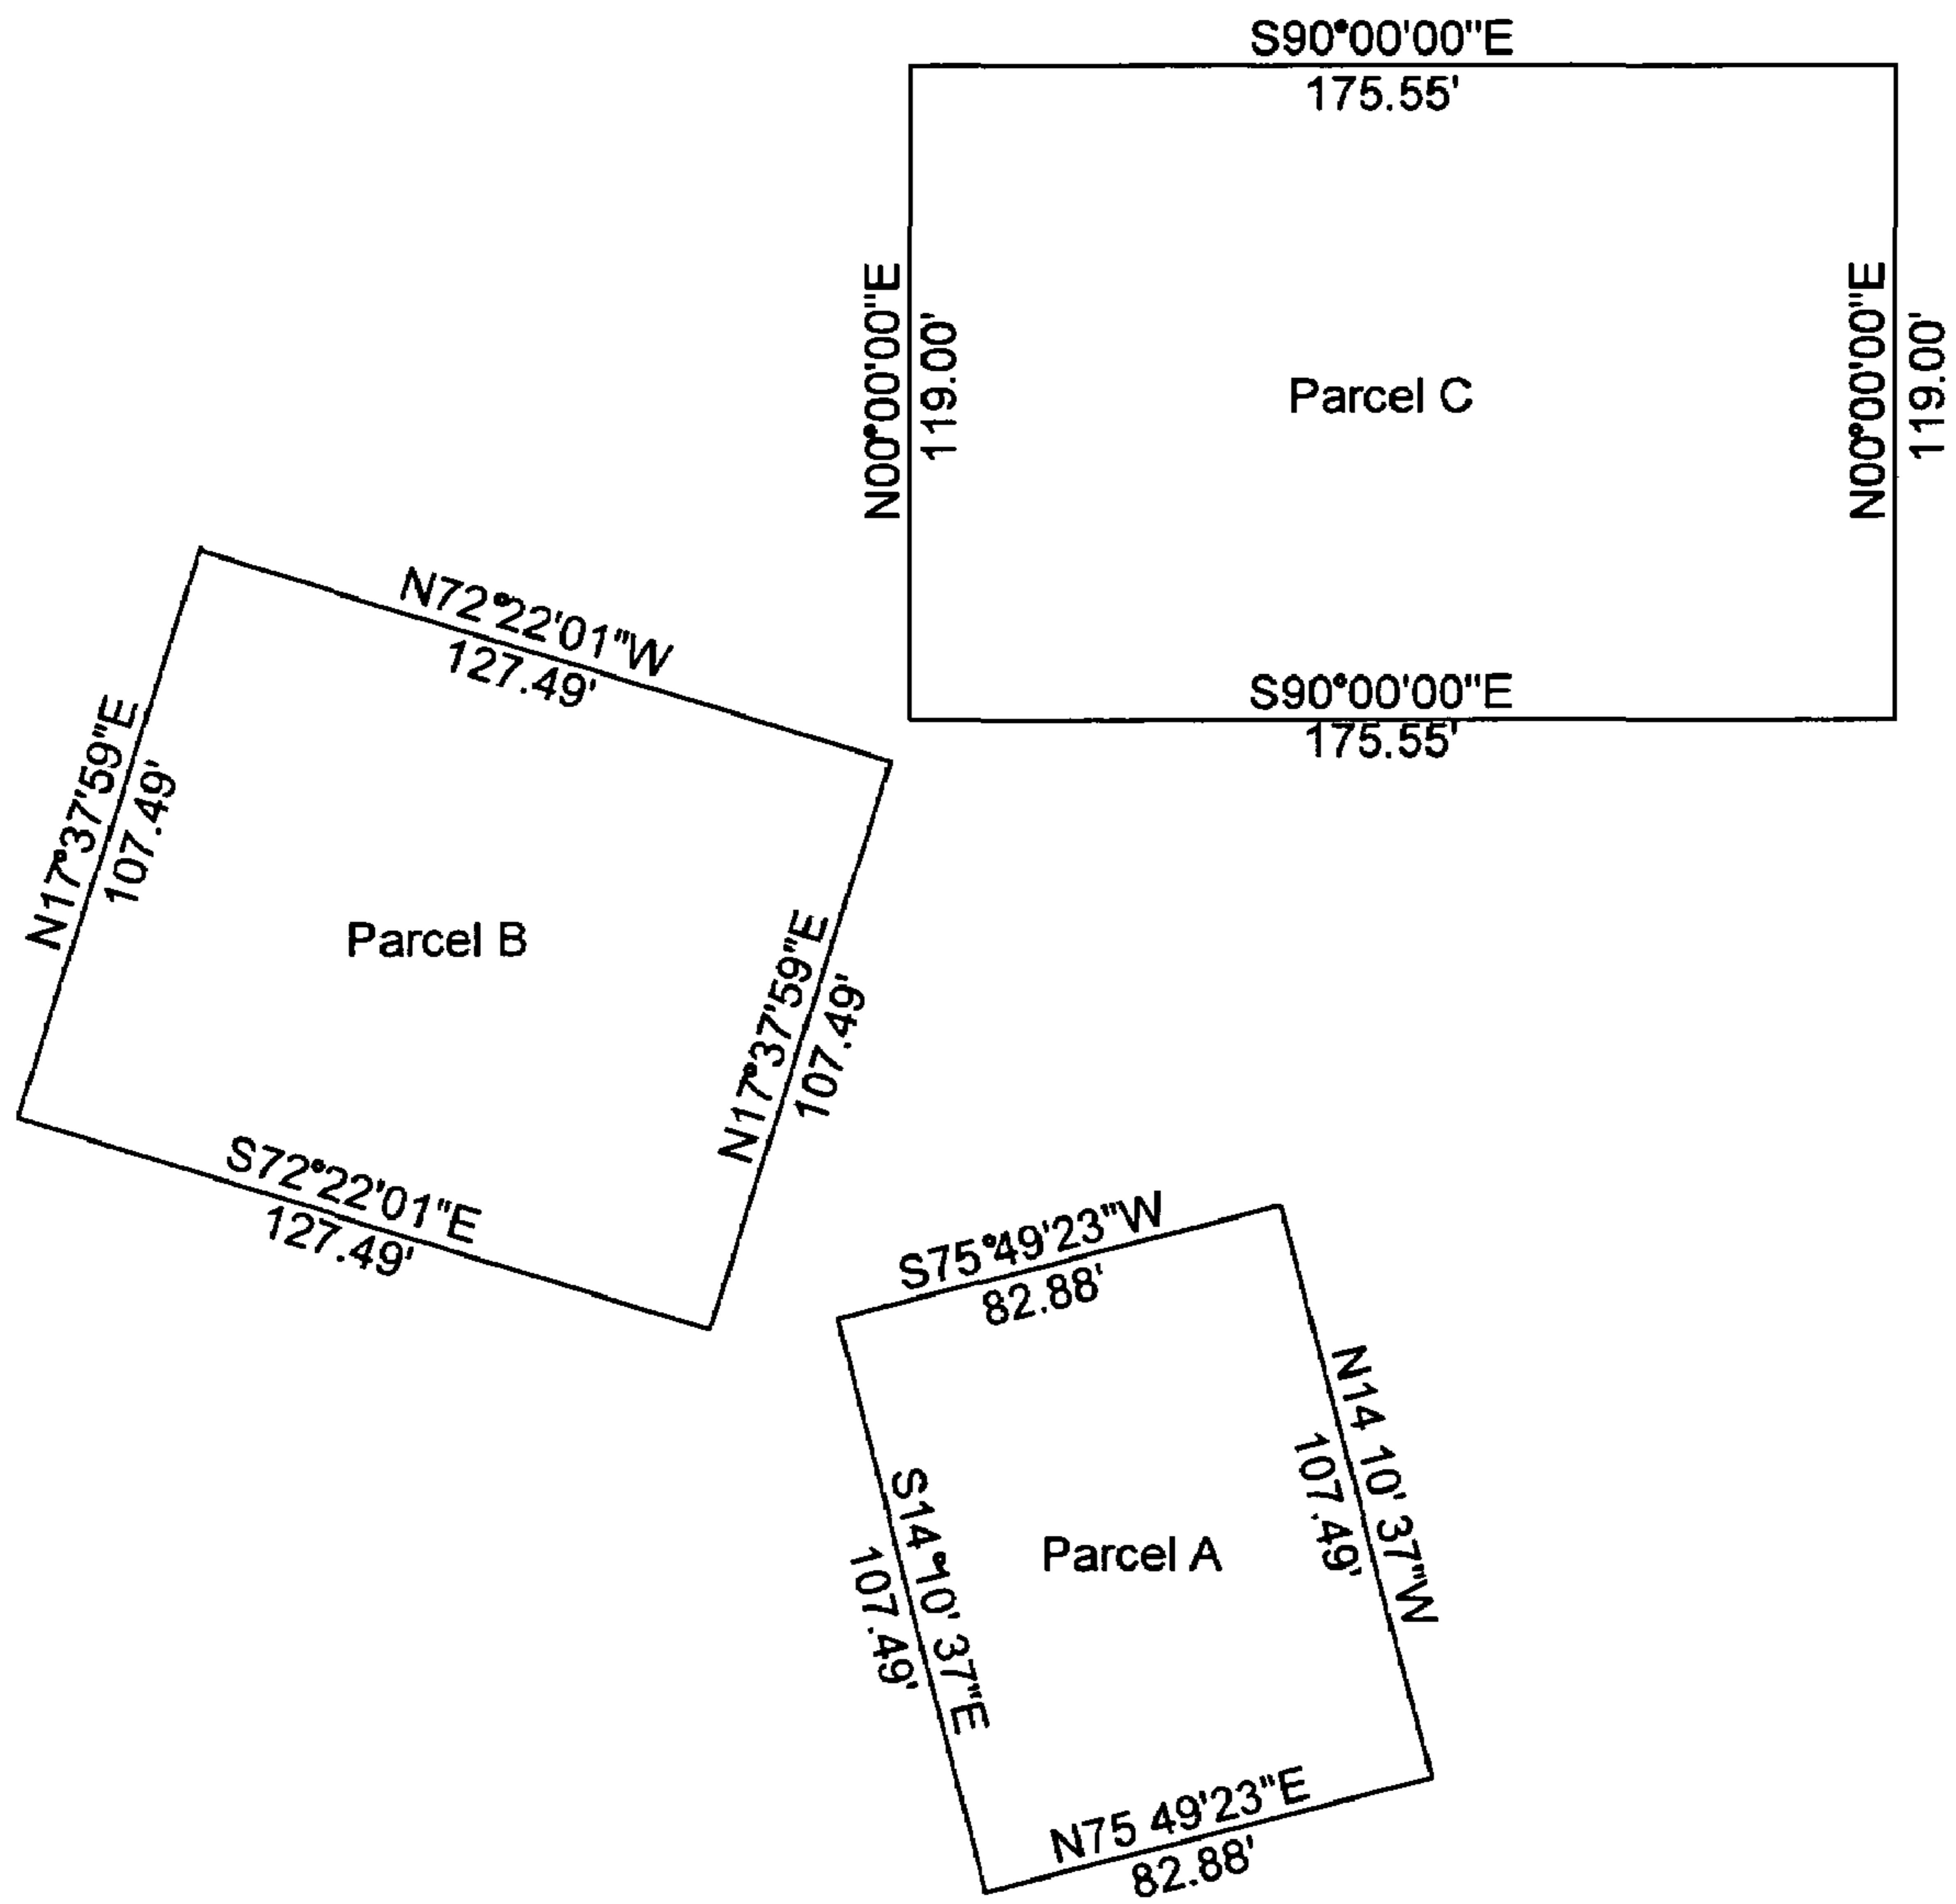 S90°00'00"E
175.55'
N00°00'00"E
119.00'
Parcel C
N00°00'00"E
119.00'
S90°00'00"E
175.55'
N72°22'01"W
127.49'
N17°37'59"E
107.49'
Parcel B
N17°37'59"E
107.49'
S72°22'01"E
127.49'
S75°49'23"W
82.88'
N14 10' 37"W
107.49'
Parcel A
S14°10' 37"E
107.49'
N75 49'23"E
82.88'